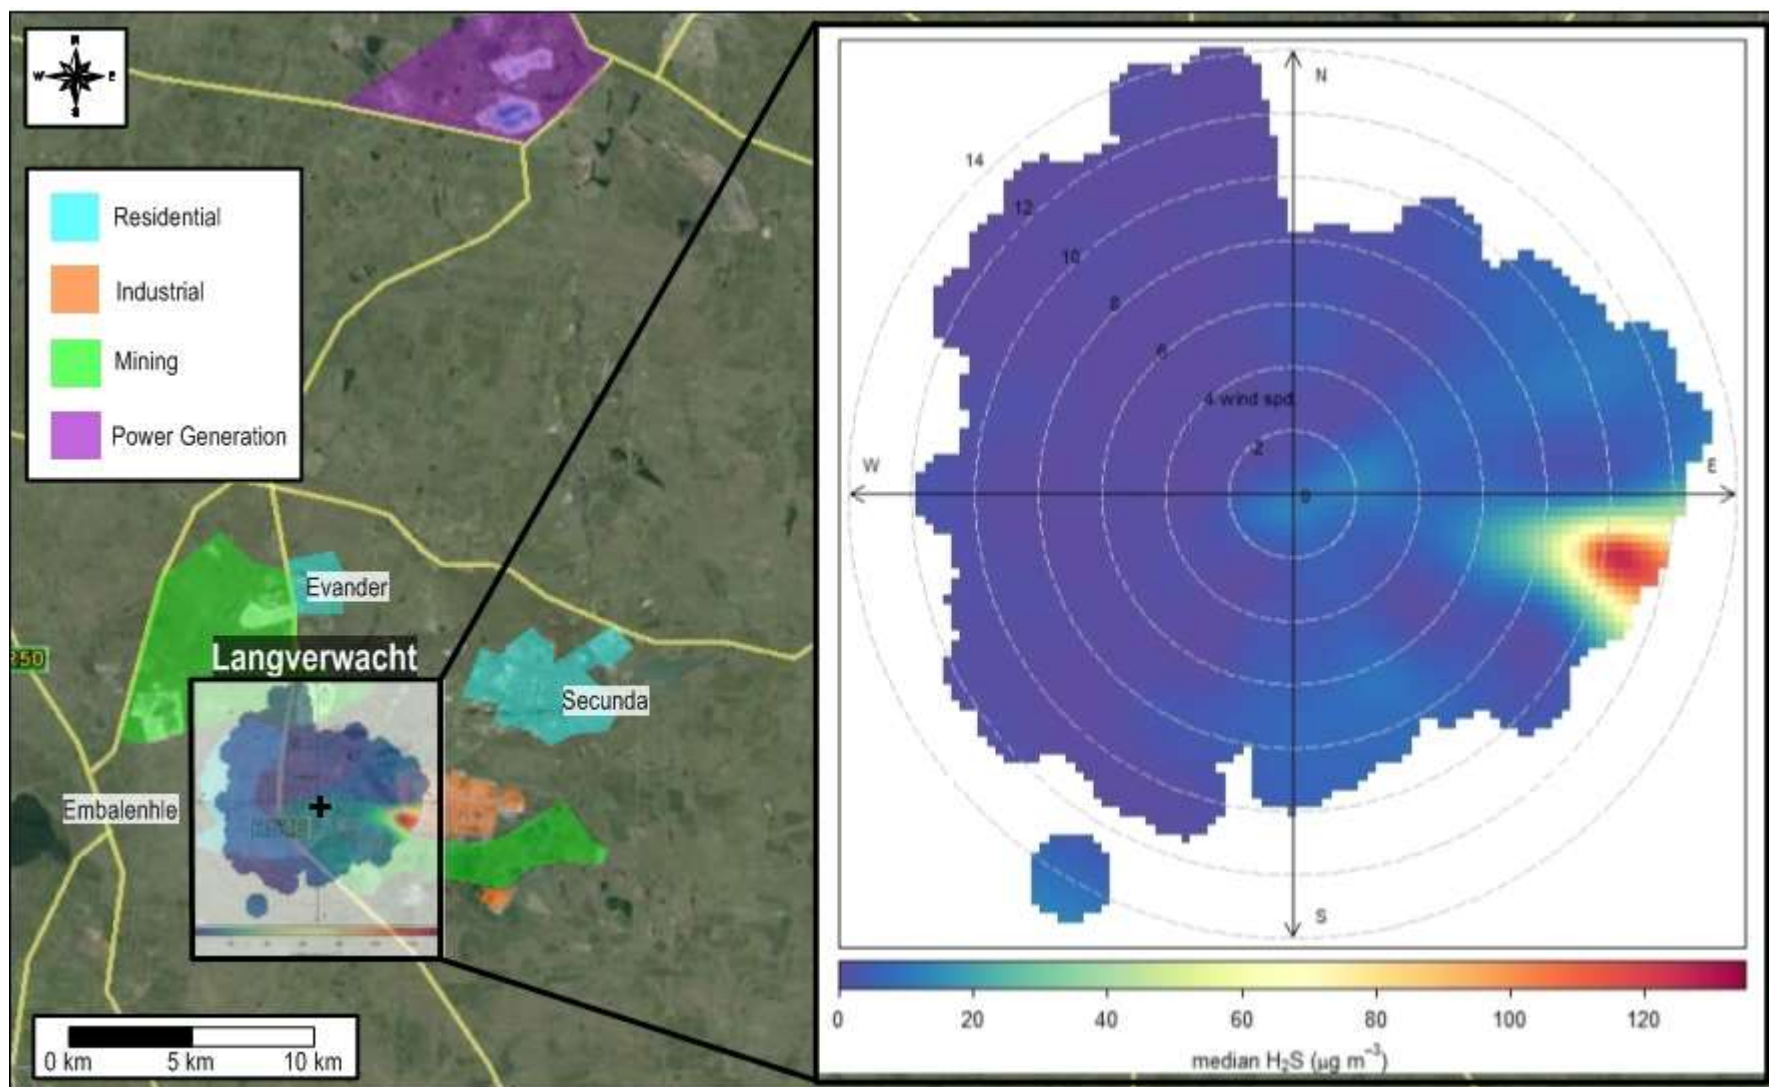 N
W E
S
Residential
Industrial
Mining
Power Generation
Evander
Langverwacht
Secunda
Embalenhle
250
0 km 5 km 10 km
N
14
12
10
8
6
4 wind spd
2
0
W
E
S
0 20 40 60 80 100 120
median H₂S (µg m⁻³)